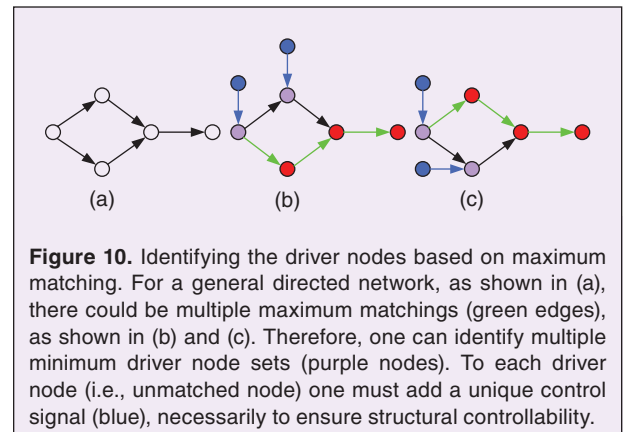 (a)
(b)
(c)
Figure 10. Identifying the driver nodes based on maximum
matching. For a general directed network, as shown in (a),
there could be multiple maximum matchings (green edges),
as shown in (b) and (c). Therefore, one can identify multiple
minimum driver node sets (purple nodes). To each driver
node (i.e., unmatched node) one must add a unique control
signal (blue), necessarily to ensure structural controllability.